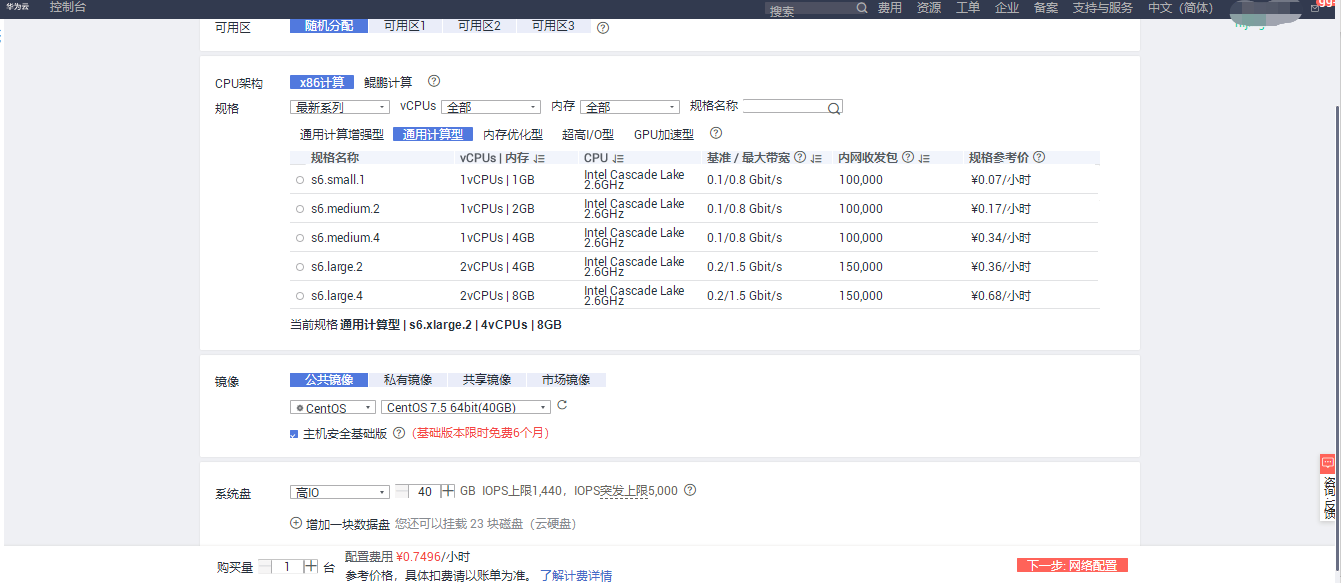 华为云 控制台 搜索 费用 资源 工单 企业 备案 支持与服务 中文（简体）
可用区 随机分配 可用区1 可用区2 可用区3
CPU架构 x86计算 鲲鹏计算
规格 最新系列 vCPUs 全部 内存 全部 规格名称
通用计算增强型 通用计算型 内存优化型 超高I/O型 GPU加速型
规格名称 vCPUs | 内存 CPU 基准 / 最大带宽 内网收发包 规格参考价
s6.small.1 1vCPUs | 1GB Intel Cascade Lake 2.6GHz 0.1/0.8 Gbit/s 100,000 ¥0.07/小时
s6.medium.2 1vCPUs | 2GB Intel Cascade Lake 2.6GHz 0.1/0.8 Gbit/s 100,000 ¥0.17/小时
s6.medium.4 1vCPUs | 4GB Intel Cascade Lake 2.6GHz 0.1/0.8 Gbit/s 100,000 ¥0.34/小时
s6.large.2 2vCPUs | 4GB Intel Cascade Lake 2.6GHz 0.2/1.5 Gbit/s 150,000 ¥0.36/小时
s6.large.4 2vCPUs | 8GB Intel Cascade Lake 2.6GHz 0.2/1.5 Gbit/s 150,000 ¥0.68/小时
当前规格 通用计算型 | s6.xlarge.2 | 4vCPUs | 8GB
镜像 公共镜像 私有镜像 共享镜像 市场镜像
CentOS CentOS 7.5 64bit(40GB)
主机安全基础版 (基础版本限时免费6个月)
系统盘 高IO 40 GB IOPS上限1,440，IOPS突发上限5,000
增加一块数据盘 您还可以挂载 23 块磁盘（云硬盘）
咨询·反馈
购买量 1 台 配置费用 ¥0.7496/小时
参考价格，具体扣费请以账单为准。 了解计费详情
下一步: 网络配置